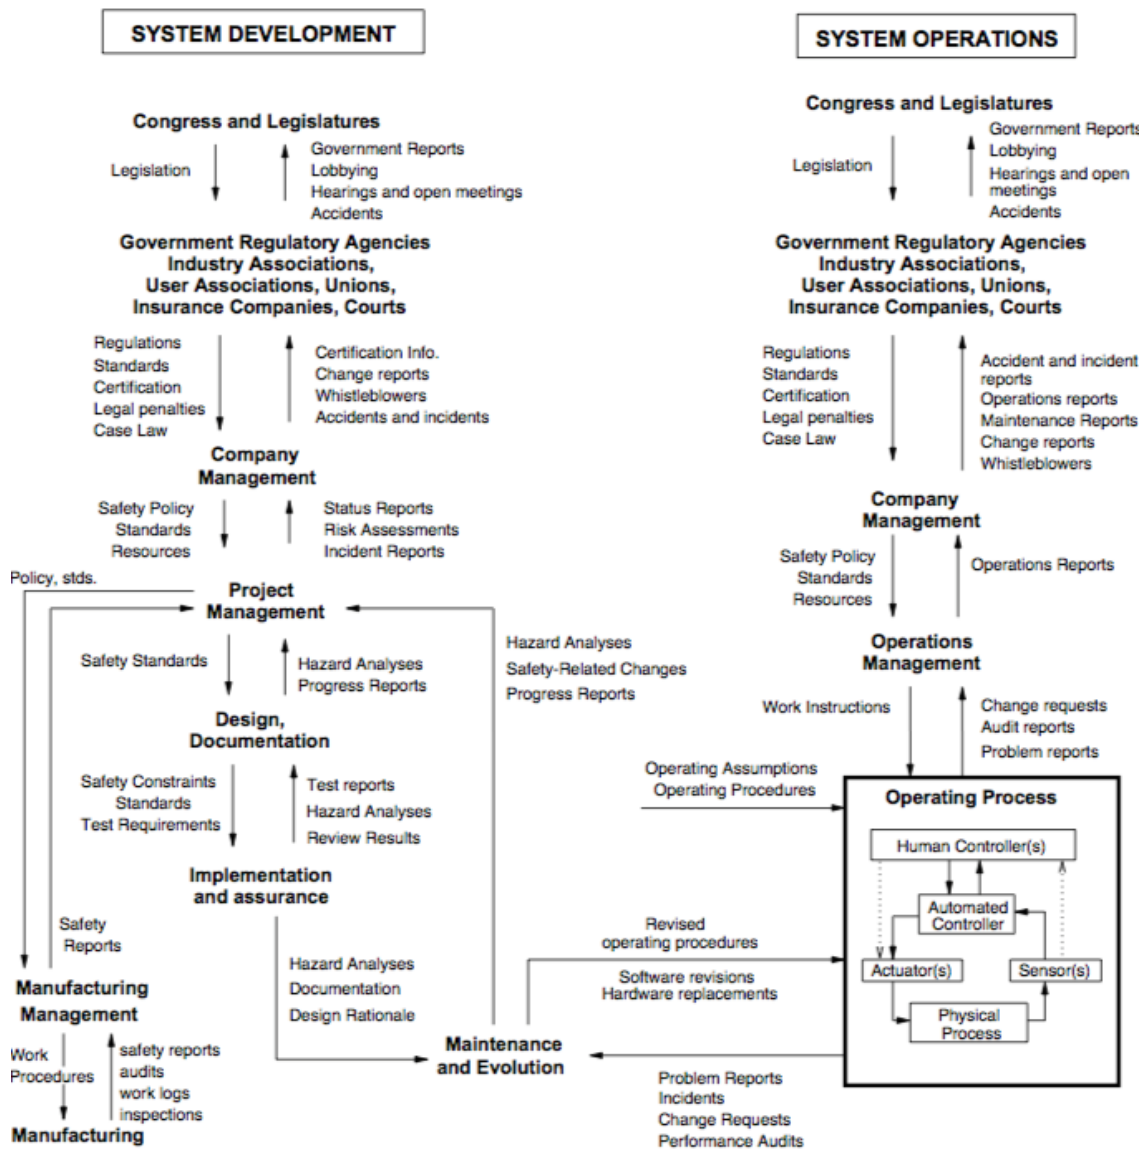 SYSTEM DEVELOPMENT
Congress and Legislatures
Legislation
Government Reports
Lobbying
Hearings and open meetings
Accidents
Government Regulatory Agencies
Industry Associations,
User Associations, Unions,
Insurance Companies, Courts
Regulations
Standards
Certification
Legal penalties
Case Law
Certification Info.
Change reports
Whistleblowers
Accidents and incidents
Company
Management
Safety Policy
Standards
Resources
Status Reports
Risk Assessments
Incident Reports
Policy, stds.
Project
Management
Safety Standards
Hazard Analyses
Progress Reports
Hazard Analyses
Safety-Related Changes
Progress Reports
Design,
Documentation
Safety Constraints
Standards
Test Requirements
Test reports
Hazard Analyses
Review Results
Implementation
and assurance
Safety
Reports
Hazard Analyses
Documentation
Design Rationale
Manufacturing
Management
Work
Procedures
safety reports
audits
work logs
inspections
Manufacturing
Maintenance
and Evolution
SYSTEM OPERATIONS
Congress and Legislatures
Legislation
Government Reports
Lobbying
Hearings and open
meetings
Accidents
Government Regulatory Agencies
Industry Associations,
User Associations, Unions,
Insurance Companies, Courts
Regulations
Standards
Certification
Legal penalties
Case Law
Accident and incident
reports
Operations reports
Maintenance Reports
Change reports
Whistleblowers
Company
Management
Safety Policy
Standards
Resources
Operations Reports
Operations
Management
Work Instructions
Change requests
Audit reports
Problem reports
Operating Assumptions
Operating Procedures
Operating Process
Human Controller(s)
Automated
Controller
Actuator(s)
Sensor(s)
Physical
Process
Revised
operating procedures
Software revisions
Hardware replacements
Problem Reports
Incidents
Change Requests
Performance Audits